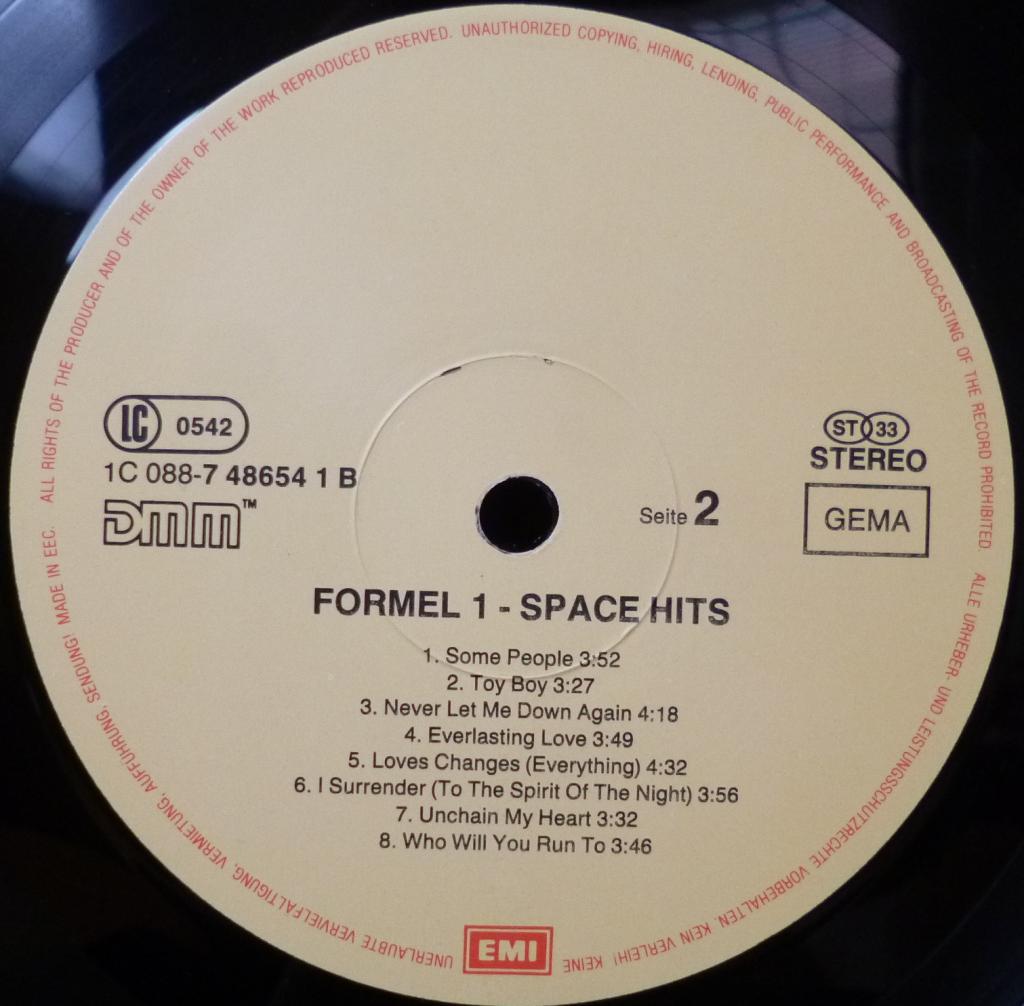 ALL RIGHTS OF THE PRODUCER AND OF THE OWNER OF THE WORK REPRODUCED RESERVED. UNAUTHORIZED COPYING, HIRING, LENDING, PUBLIC PERFORMANCE AND BROADCASTING OF THE RECORD PROHIBITED.
LC 0542
1C 088-7 48654 1 B
DMM™
ST 33
STEREO
GEMA
Seite 2
FORMEL 1 - SPACE HITS
1. Some People 3:52
2. Toy Boy 3:27
3. Never Let Me Down Again 4:18
4. Everlasting Love 3:49
5. Loves Changes (Everything) 4:32
6. I Surrender (To The Spirit Of The Night) 3:56
7. Unchain My Heart 3:32
8. Who Will You Run To 3:46
ALLE URHEBER- UND LEISTUNGSSCHUTZRECHTE VORBEHALTEN. KEIN VERLEIH! KEINE UNERLAUBTE VERVIELFALTIGUNG, VERMIETUNG, AUFFUHRUNG, SENDUNG! MADE IN EEC.
EMI